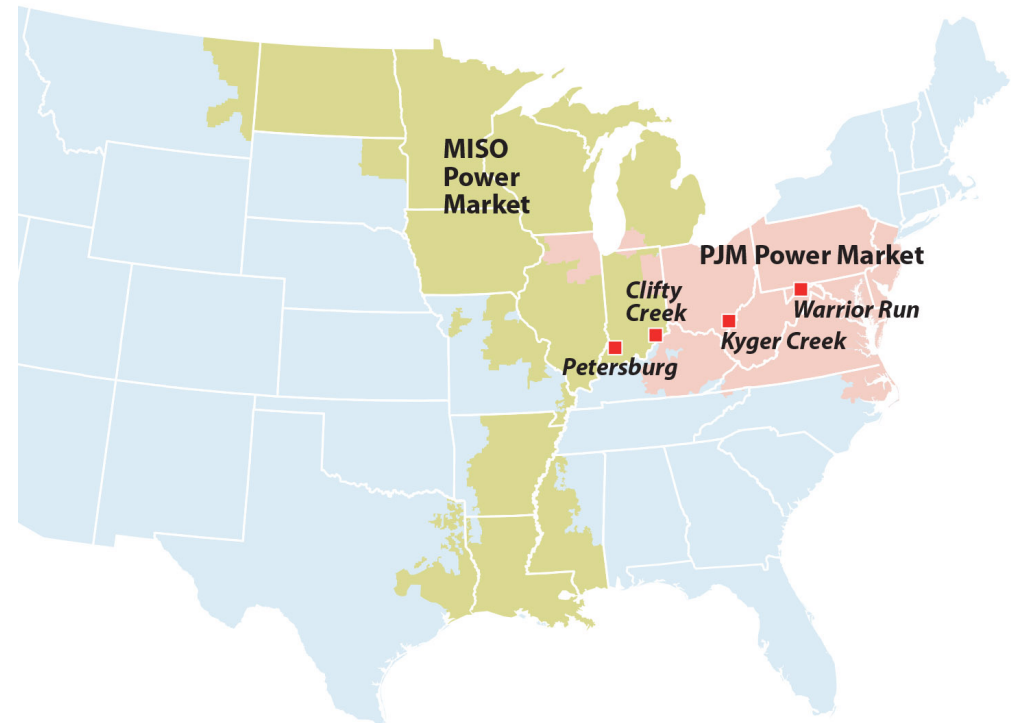 MISO
Power
Market
PJM Power Market
Clifty
Creek
Warrior Run
Kyger Creek
Petersburg